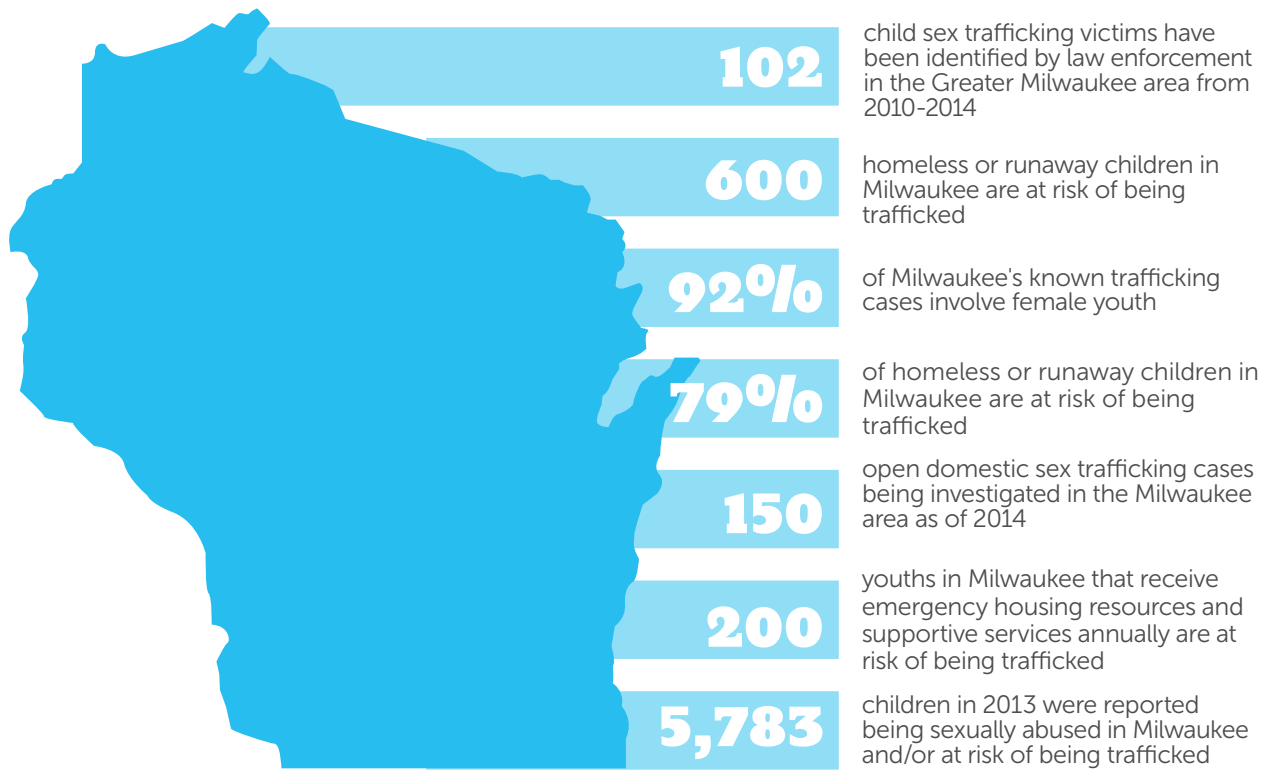 102
child sex trafficking victims have
been identified by law enforcement
in the Greater Milwaukee area from
2010-2014
600
homeless or runaway children in
Milwaukee are at risk of being
trafficked
92%
of Milwaukee's known trafficking
cases involve female youth
79%
of homeless or runaway children in
Milwaukee are at risk of being
trafficked
150
open domestic sex trafficking cases
being investigated in the Milwaukee
area as of 2014
200
youths in Milwaukee that receive
emergency housing resources and
supportive services annually are at
risk of being trafficked
5,783
children in 2013 were reported
being sexually abused in Milwaukee
and/or at risk of being trafficked